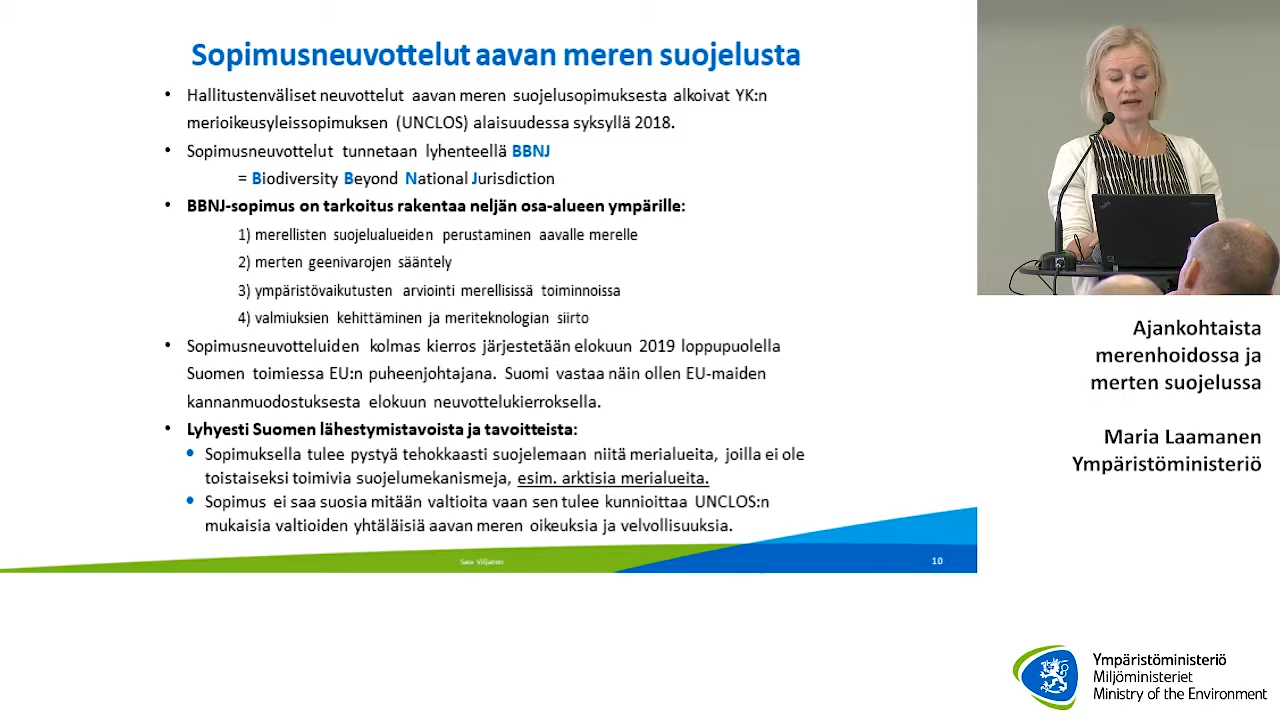 Sopimusneuvottelut aavan meren suojelusta
• Hallitustenväliset neuvottelut aavan meren suojelusopimuksesta alkoivat YK:n
merioikeusyleissopimuksen (UNCLOS) alaisuudessa syksyllä 2018.
• Sopimusneuvottelut tunnetaan lyhenteellä BBNJ
= Biodiversity Beyond National Jurisdiction
• BBNJ-sopimus on tarkoitus rakentaa neljän osa-alueen ympärille:
1) merellisten suojelualueiden perustaminen aavalle merelle
2) merten geenivarojen sääntely
3) ympäristövaikutusten arviointi merellisissä toiminnoissa
4) valmiuksien kehittäminen ja meriteknologian siirto
• Sopimusneuvotteluiden kolmas kierros järjestetään elokuun 2019 loppupuolella
Suomen toimiessa EU:n puheenjohtajana. Suomi vastaa näin ollen EU-maiden
kannanmuodostuksesta elokuun neuvottelukierroksella.
• Lyhyesti Suomen lähestymistavoista ja tavoitteista:
• Sopimuksella tulee pystyä tehokkaasti suojelemaan niitä merialueita, joilla ei ole
toistaiseksi toimivia suojelumekanismeja, esim. arktisia merialueita.
• Sopimus ei saa suosia mitään valtioita vaan sen tulee kunnioittaa UNCLOS:n
mukaisia valtioiden yhtäläisiä aavan meren oikeuksia ja velvollisuuksia.
10
Ajankohtaista
merenhoidossa ja
merten suojelussa
Maria Laamanen
Ympäristöministeriö
Ympäristöministeriö
Miljöministeriet
Ministry of the Environment